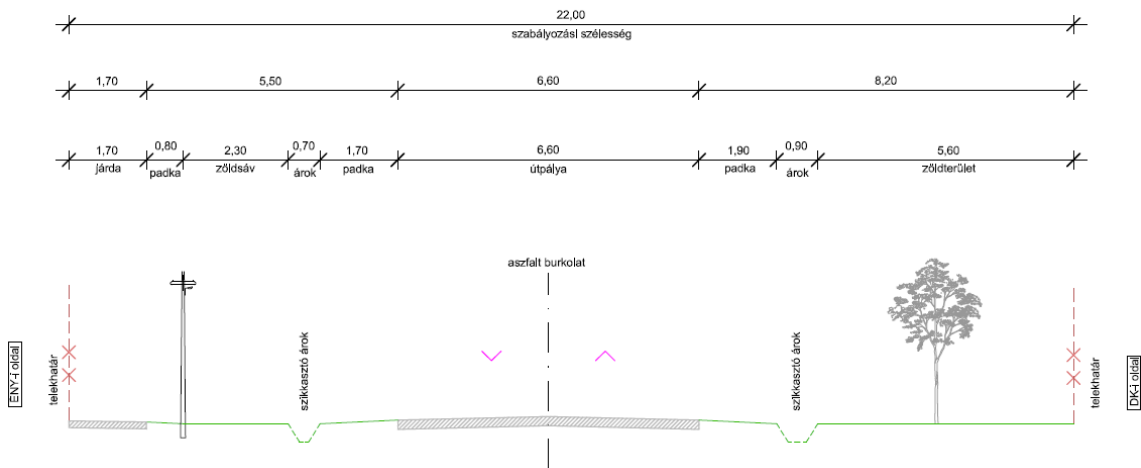 22,00
szabályozási szélesség
1,70 5,50 6,60 8,20
1,70 0,80 2,30 0,70 1,70 6,60 1,90 0,90 5,60
járda padka zöldsáv árok padka útpálya padka árok zöldterület
aszfalt burkolat
ÉNY-i oldal
telekhatár
szikkasztó árok
szikkasztó árok
telekhatár
DK-i oldal